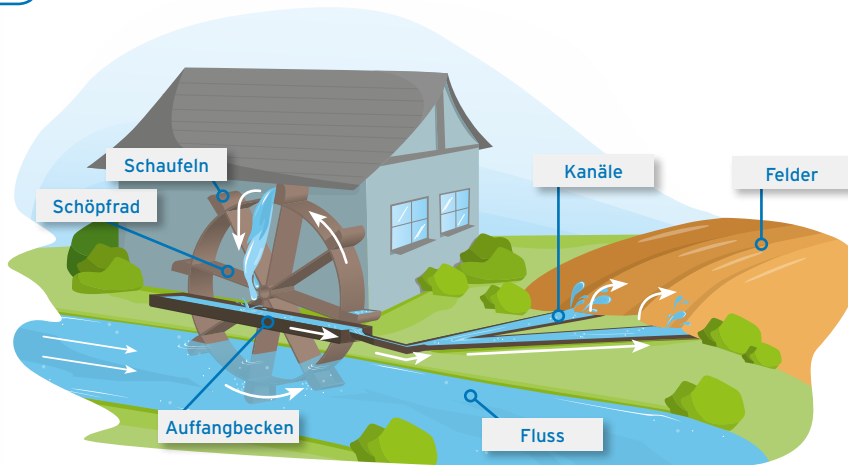 Schaufeln
Schöpfrad
Kanäle
Felder
Auffangbecken
Fluss